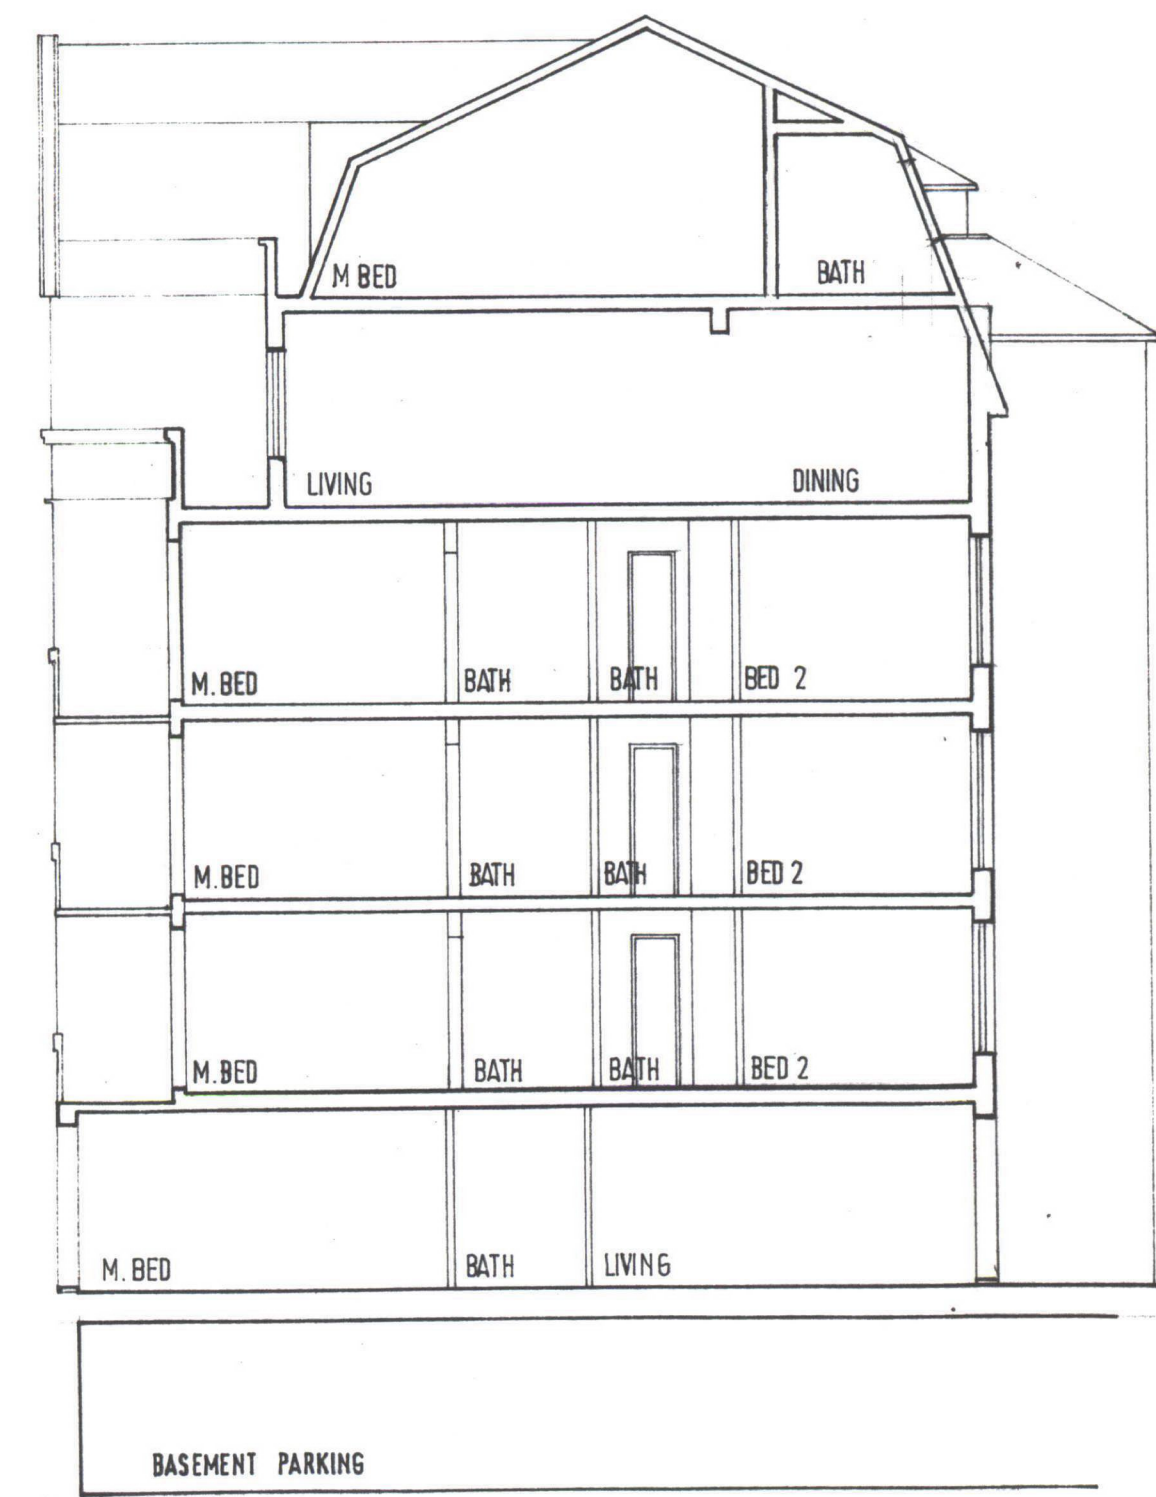 M BED BATH
LIVING DINING
M. BED BATH BATH BED 2
M. BED BATH BATH BED 2
M. BED BATH BATH BED 2
M. BED BATH LIVING
BASEMENT PARKING